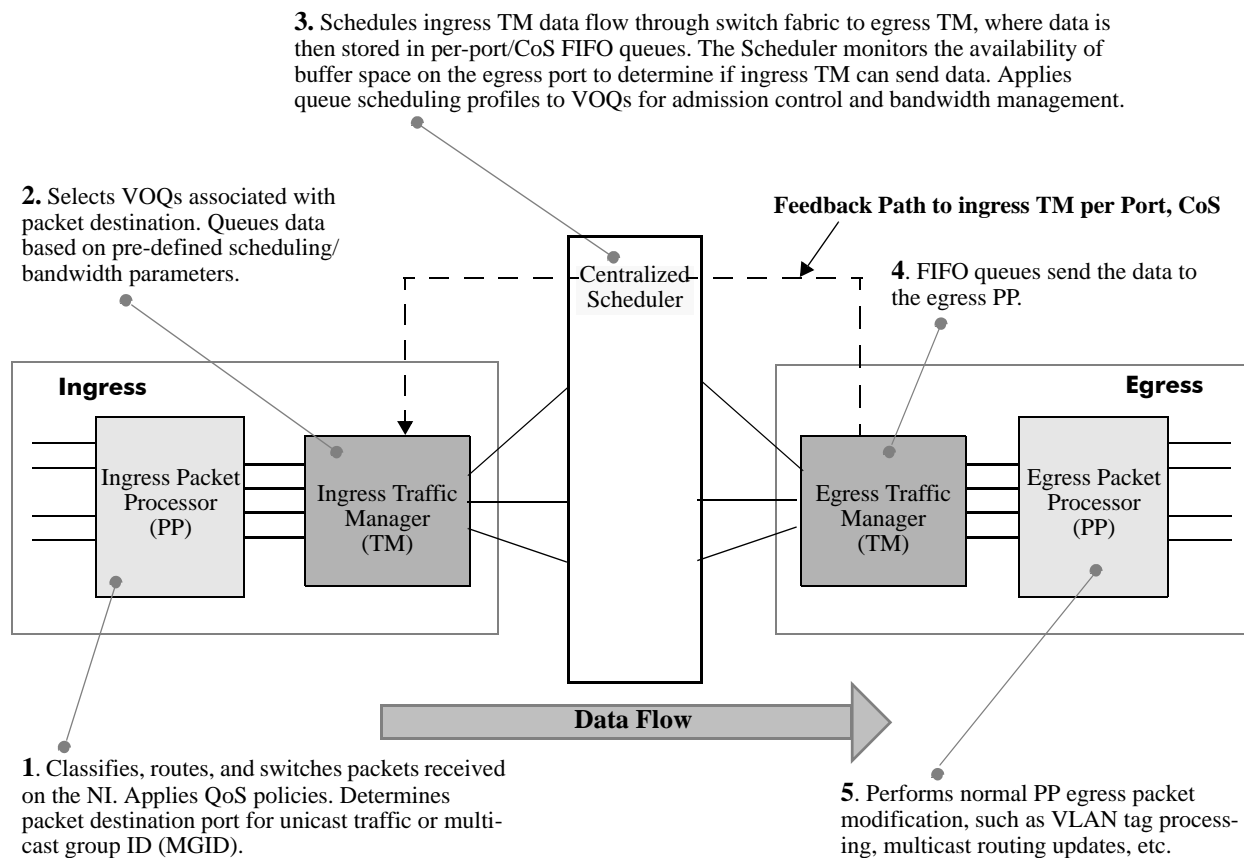 3. Schedules ingress TM data flow through switch fabric to egress TM, where data is
then stored in per-port/CoS FIFO queues. The Scheduler monitors the availability of
buffer space on the egress port to determine if ingress TM can send data. Applies
queue scheduling profiles to VOQs for admission control and bandwidth management.
2. Selects VOQs associated with
packet destination. Queues data
based on pre-defined scheduling/
bandwidth parameters.
Feedback Path to ingress TM per Port, CoS
Centralized
Scheduler
4. FIFO queues send the data to
the egress PP.
Ingress
Egress
Ingress Packet
Processor
(PP)
Ingress Traffic
Manager
(TM)
Egress Traffic
Manager
(TM)
Egress Packet
Processor
(PP)
Data Flow
1. Classifies, routes, and switches packets received
on the NI. Applies QoS policies. Determines
packet destination port for unicast traffic or multi-
cast group ID (MGID).
5. Performs normal PP egress packet
modification, such as VLAN tag process-
ing, multicast routing updates, etc.